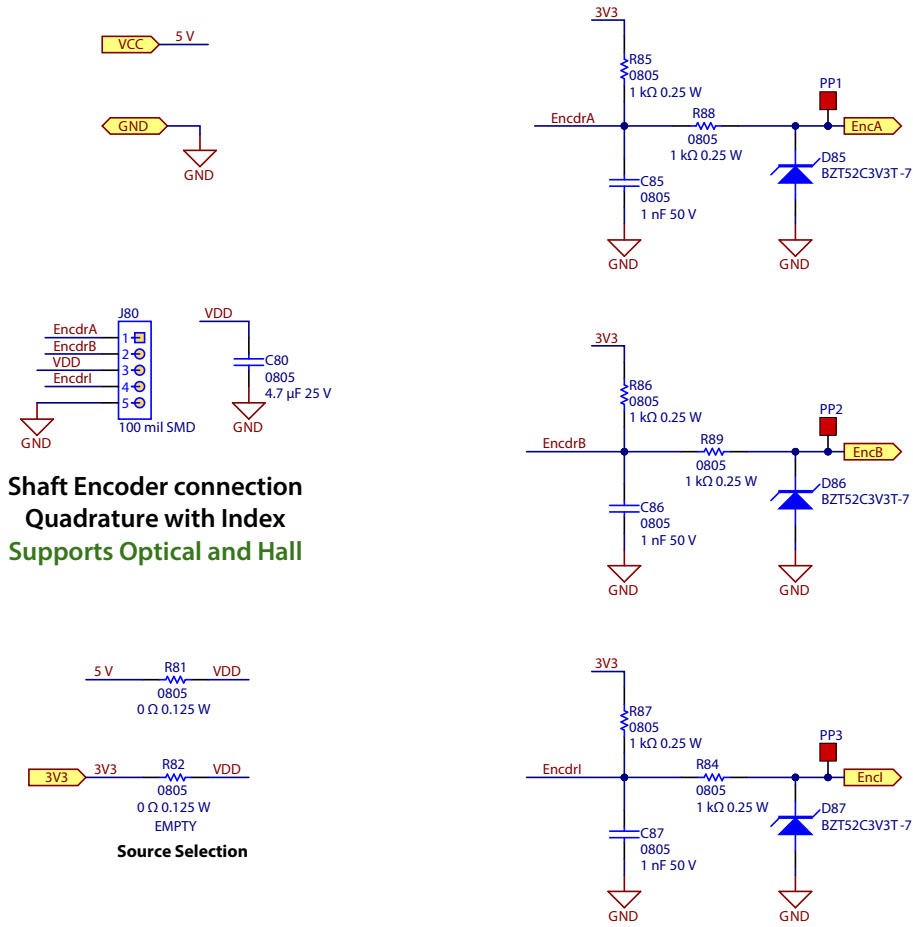 VCC
5 V
GND
GND
J80
EncdrA
EncdrB
VDD
EncdrI
1
2
3
4
5
GND
100 mil SMD
VDD
C80
0805
4.7 µF 25 V
GND
Shaft Encoder connection
Quadrature with Index
Supports Optical and Hall
5 V
R81
VDD
0805
0 Ω 0.125 W
3V3
3V3
R82
VDD
0805
0 Ω 0.125 W
EMPTY
Source Selection
3V3
R85
0805
1 kΩ 0.25 W
EncdrA
R88
0805
1 kΩ 0.25 W
PP1
EncA
D85
BZT52C3V3T-7
C85
0805
1 nF 50 V
GND
GND
3V3
R86
0805
1 kΩ 0.25 W
EncdrB
R89
0805
1 kΩ 0.25 W
PP2
EncB
D86
BZT52C3V3T-7
C86
0805
1 nF 50 V
GND
GND
3V3
R87
0805
1 kΩ 0.25 W
EncdrI
R84
0805
1 kΩ 0.25 W
PP3
EncI
D87
BZT52C3V3T-7
C87
0805
1 nF 50 V
GND
GND